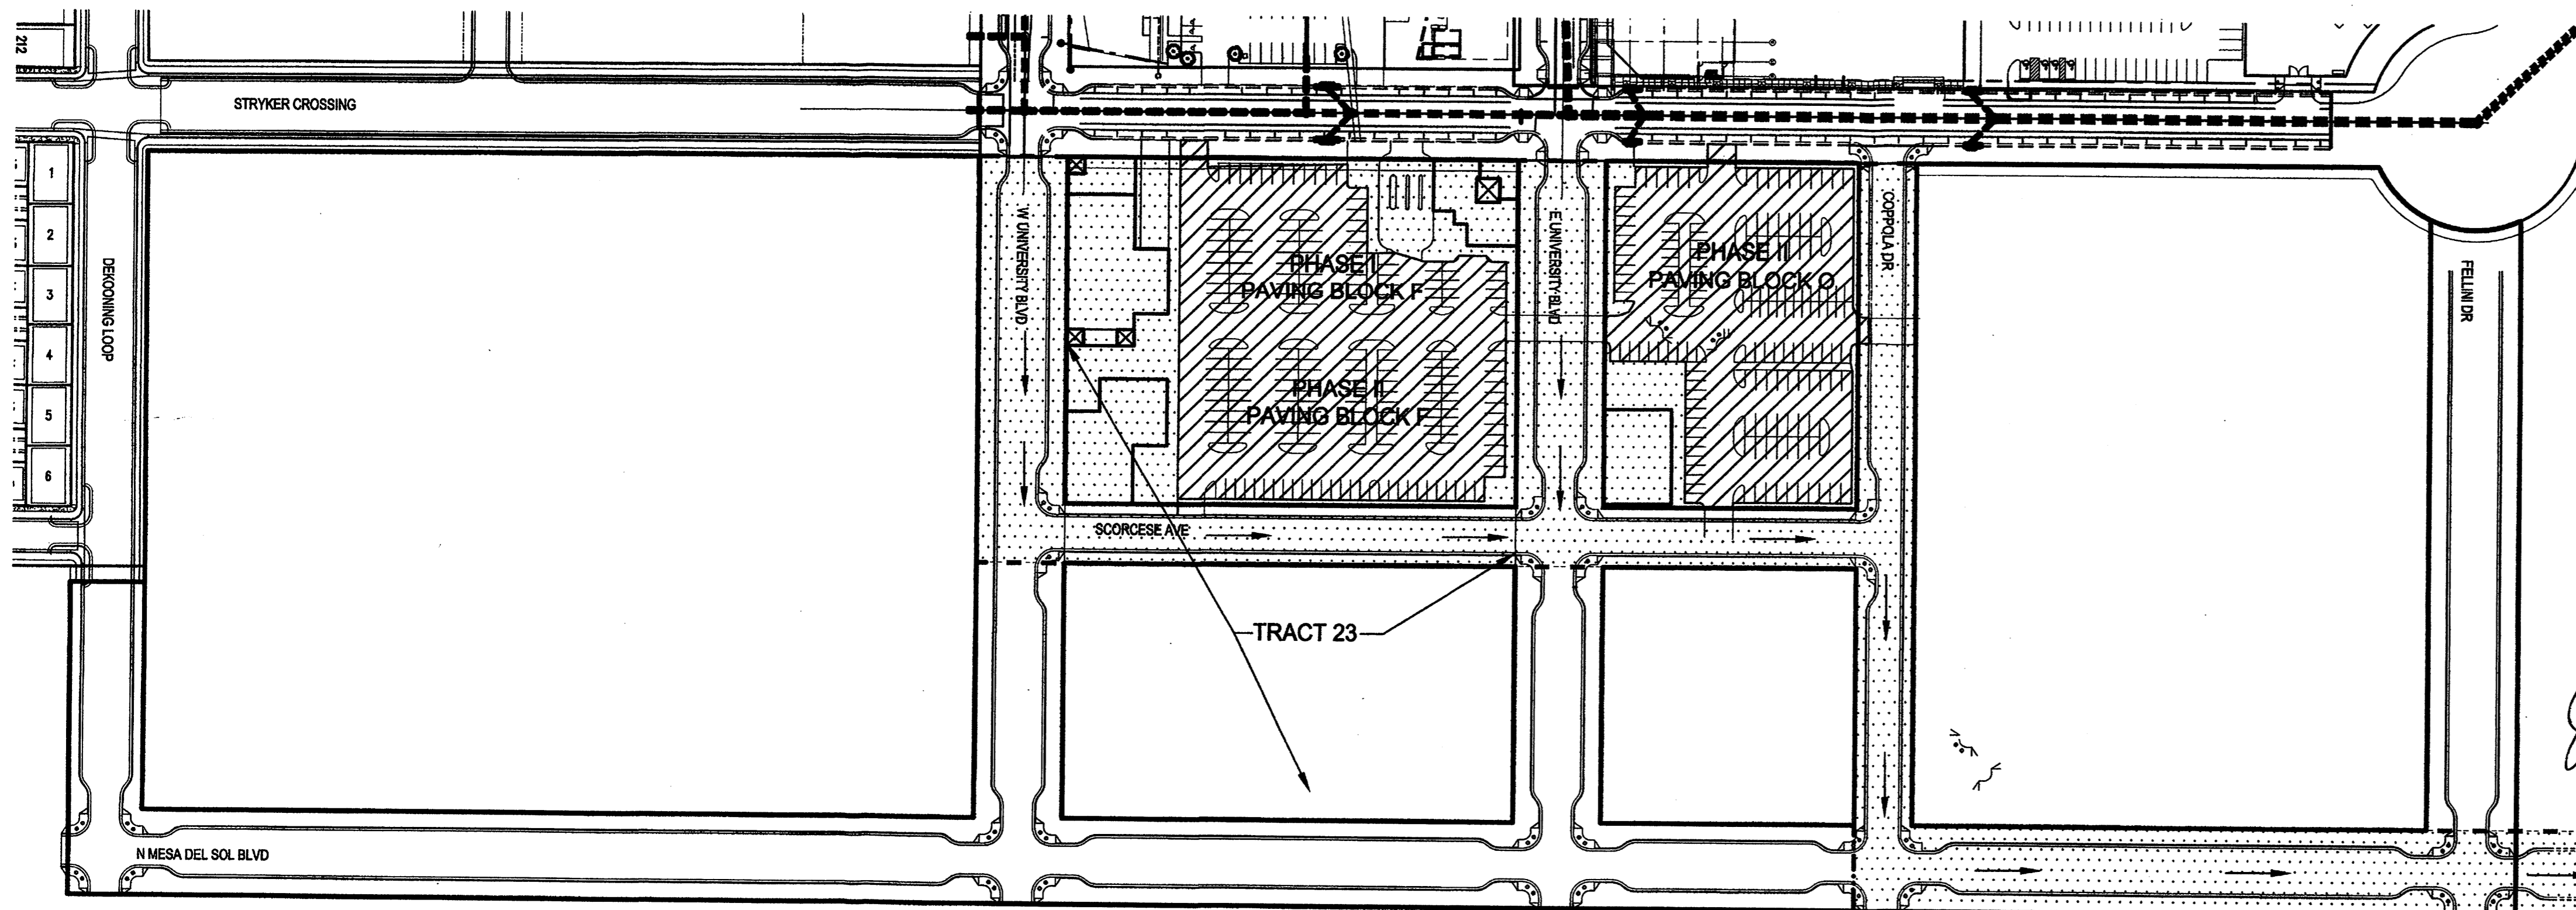 212
STRYKER CROSSING
1
2
3
4
5
6
DEKOONING LOOP
W UNIVERSITY BLVD
PHASE I
PAVING BLOCK F
PHASE II
PAVING BLOCK F
E UNIVERSITY BLVD
PHASE II
PAVING BLOCK O
COPPOLA DR
FELLINI DR
SCORCESE AVE
TRACT 23
N MESA DEL SOL BLVD